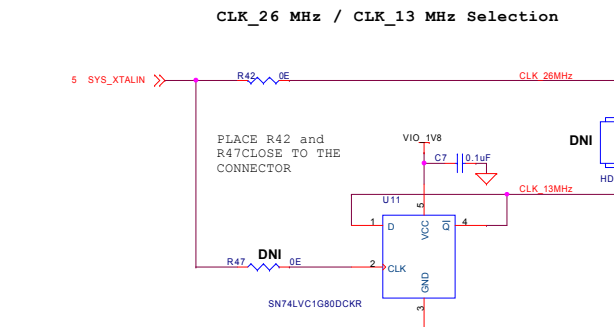 CLK_26 MHz / CLK_13 MHz Selection
5 SYS_XTALIN
R42 0E
CLK_26MHz
PLACE R42 and
R47CLOSE TO THE
CONNECTOR
VIO_1V8
C7 0.1uF
DNI
HD
CLK_13MHz
U11
5
1 D VCC QI 4
DNI
R47 0E
2 CLK
GND
3
SN74LVC1G80DCKR